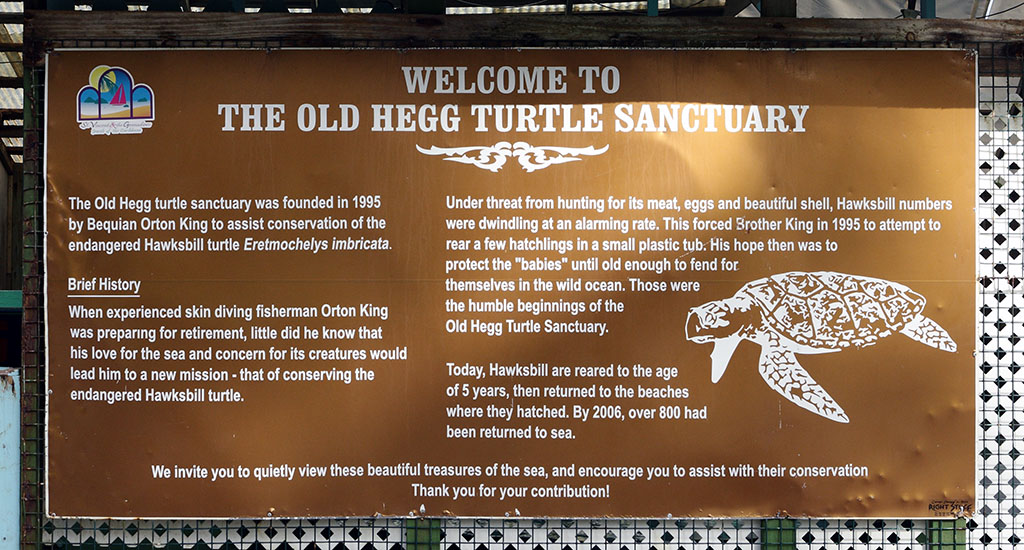 WELCOME TO
THE OLD HEGG TURTLE SANCTUARY
The Old Hegg turtle sanctuary was founded in 1995
by Bequian Orton King to assist conservation of the
endangered Hawksbill turtle Eretmochelys imbricata.
Brief History
When experienced skin diving fisherman Orton King
was preparing for retirement, little did he know that
his love for the sea and concern for its creatures would
lead him to a new mission - that of conserving the
endangered Hawksbill turtle.
Under threat from hunting for its meat, eggs and beautiful shell, Hawksbill numbers
were dwindling at an alarming rate. This forced Brother King in 1995 to attempt to
rear a few hatchlings in a small plastic tub. His hope then was to
protect the "babies" until old enough to fend for
themselves in the wild ocean. Those were
the humble beginnings of the
Old Hegg Turtle Sanctuary.
Today, Hawksbill are reared to the age
of 5 years, then returned to the beaches
where they hatched. By 2006, over 800 had
been returned to sea.
We invite you to quietly view these beautiful treasures of the sea, and encourage you to assist with their conservation
Thank you for your contribution!
RIGHT STUFF